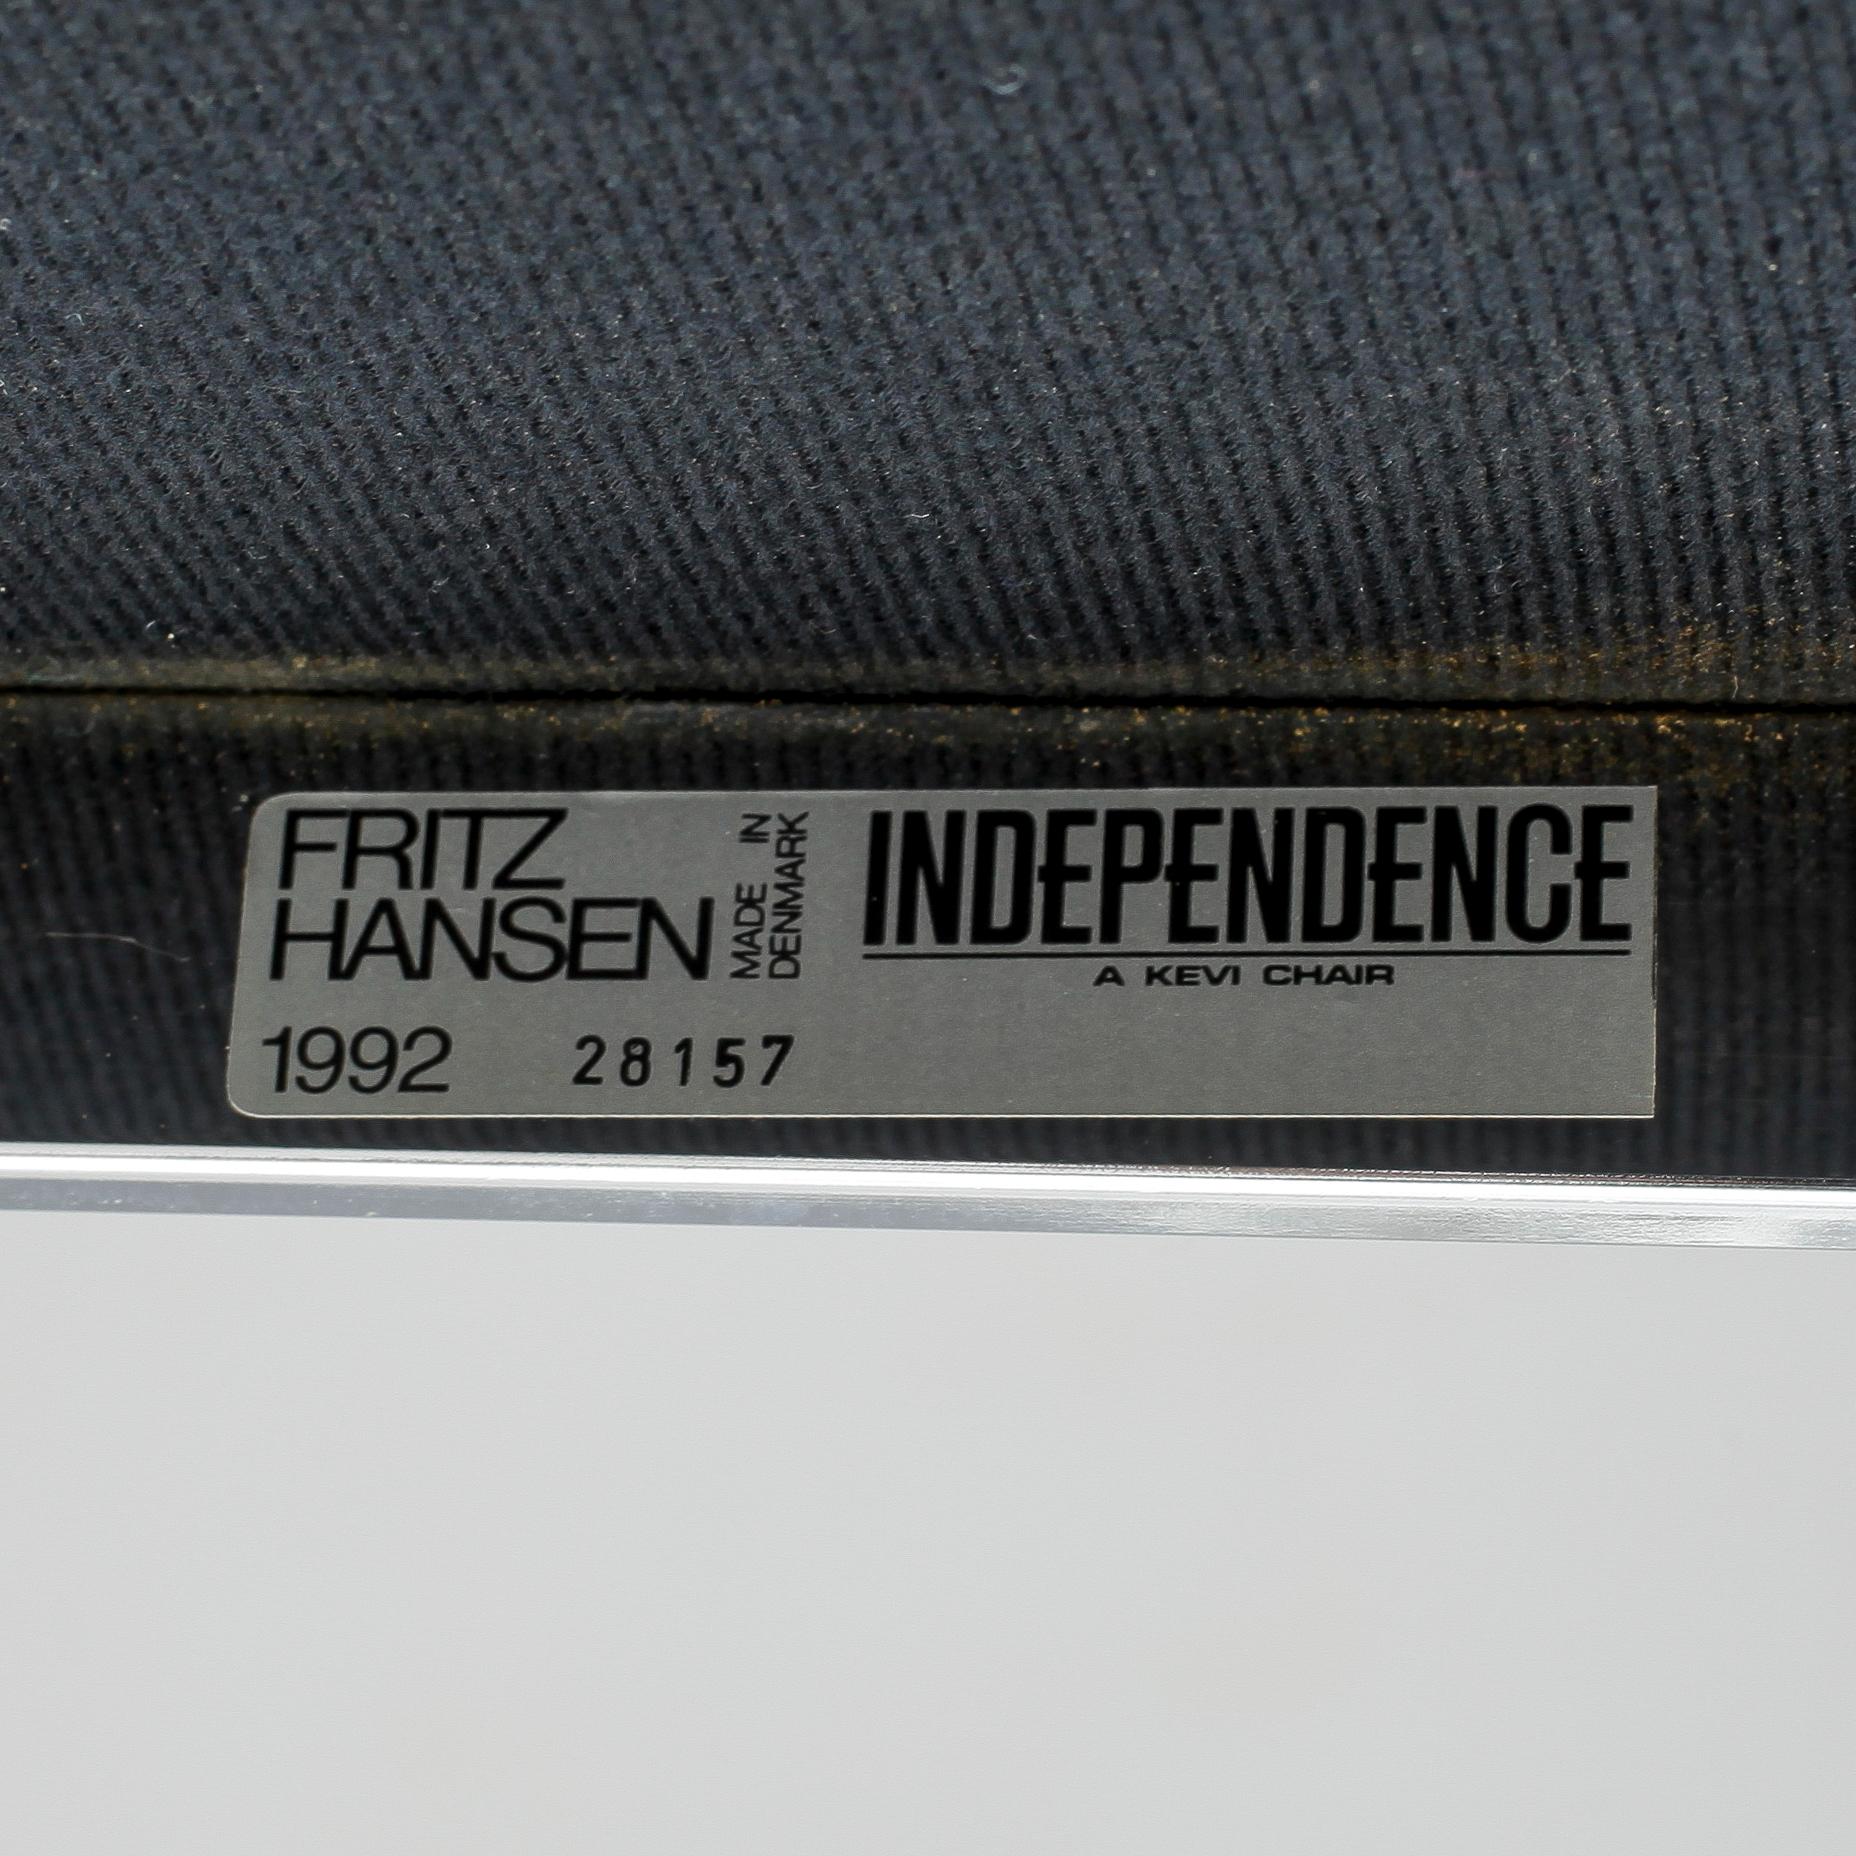 FRITZ
HANSEN
MADE IN
DENMARK
INDEPENDENCE
A KEVI CHAIR
1992 28157